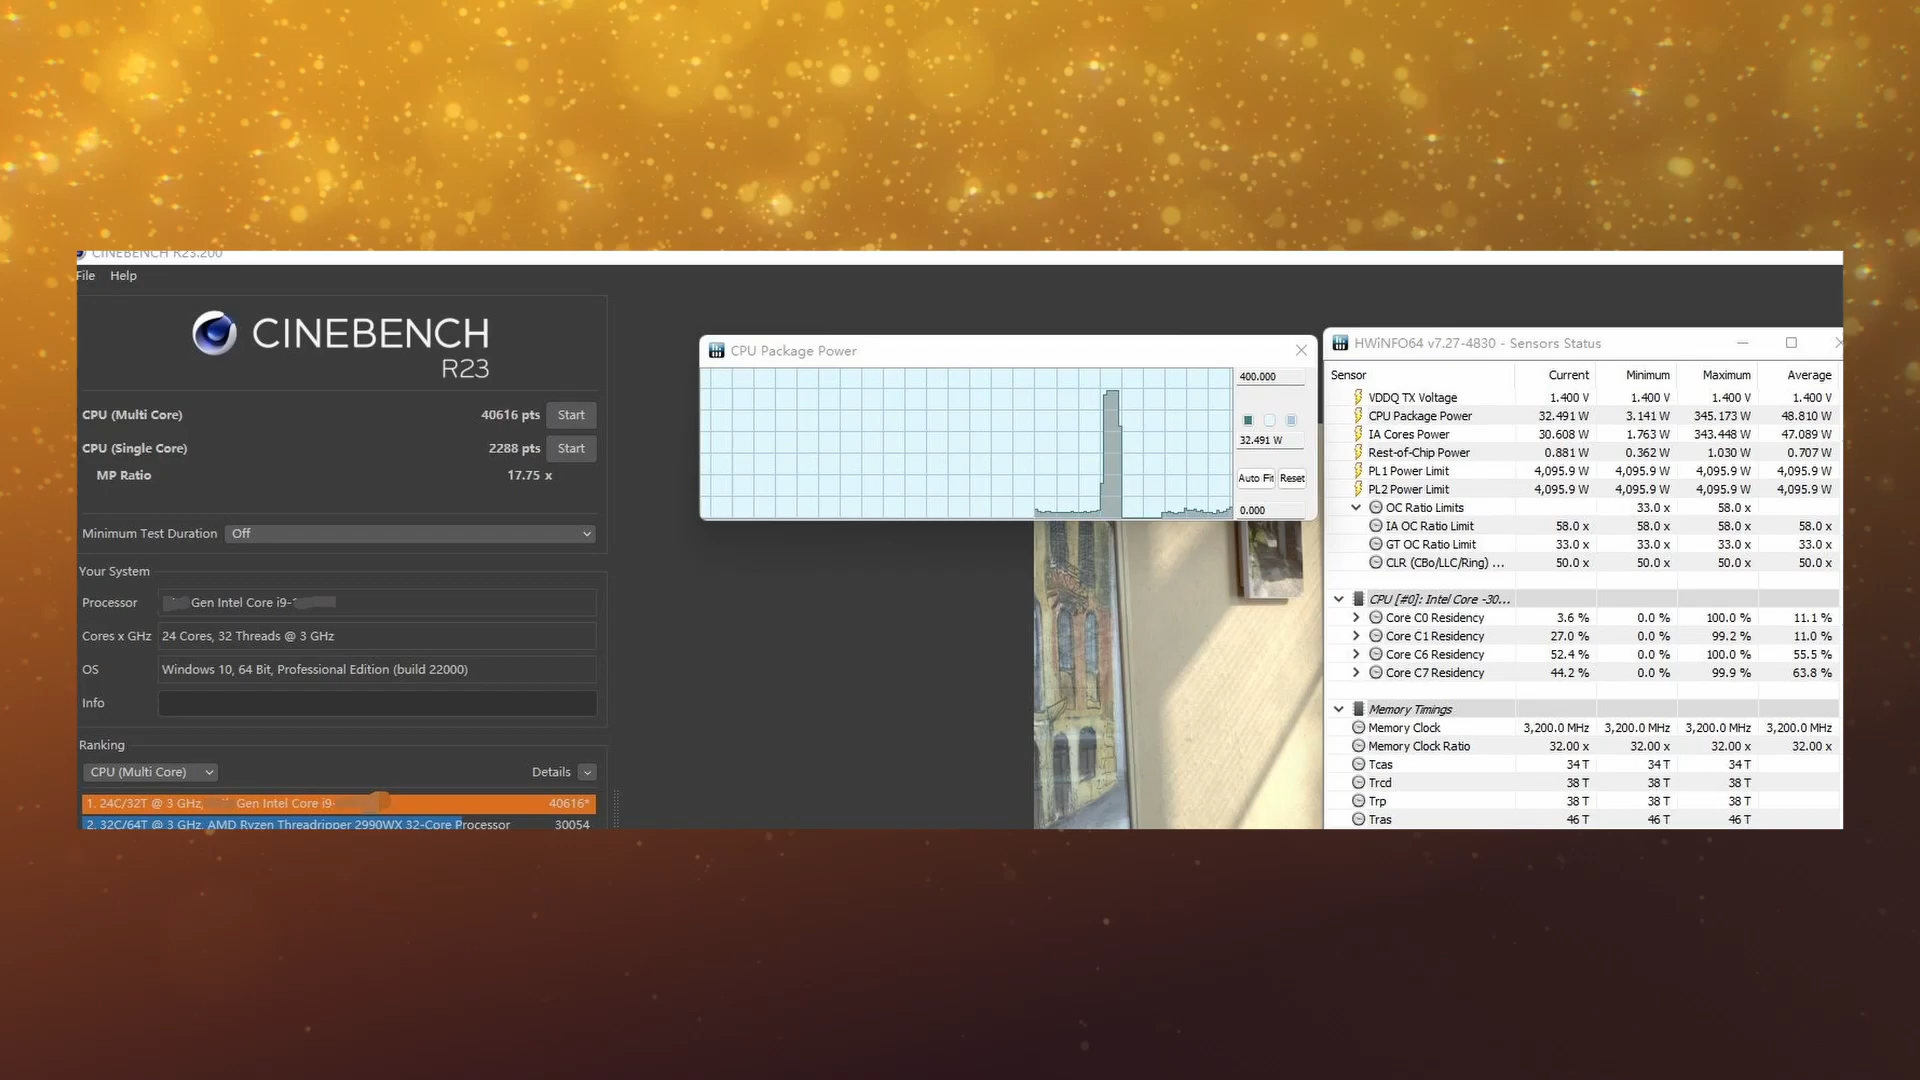 CINEBENCH R23.200
File Help
CINEBENCH
R23
CPU (Multi Core) 40616 pts Start
CPU (Single Core) 2288 pts Start
MP Ratio 17.75 x
Minimum Test Duration Off
Your System
Processor Gen Intel Core i9-
Cores x GHz 24 Cores, 32 Threads @ 3 GHz
OS Windows 10, 64 Bit, Professional Edition (build 22000)
Info
Ranking
CPU (Multi Core) Details
1. 24C/32T @ 3 GHz, Gen Intel Core i9- 40616*
2. 32C/64T @ 3 GHz, AMD Ryzen Threadripper 2990WX 32-Core Processor 30054
CPU Package Power
400.000
32.491 W
Auto Fit Reset
0.000
HWiNFO64 v7.27-4830 - Sensors Status
Sensor Current Minimum Maximum Average
VDDQ TX Voltage 1.400 V 1.400 V 1.400 V 1.400 V
CPU Package Power 32.491 W 3.141 W 345.173 W 48.810 W
IA Cores Power 30.608 W 1.763 W 343.448 W 47.089 W
Rest-of-Chip Power 0.881 W 0.362 W 1.030 W 0.707 W
PL1 Power Limit 4,095.9 W 4,095.9 W 4,095.9 W 4,095.9 W
PL2 Power Limit 4,095.9 W 4,095.9 W 4,095.9 W 4,095.9 W
OC Ratio Limits 33.0 x 58.0 x
IA OC Ratio Limit 58.0 x 58.0 x 58.0 x 58.0 x
GT OC Ratio Limit 33.0 x 33.0 x 33.0 x 33.0 x
CLR (CBo/LLC/Ring) ... 50.0 x 50.0 x 50.0 x 50.0 x
CPU [#0]: Intel Core -30...
Core C0 Residency 3.6 % 0.0 % 100.0 % 11.1 %
Core C1 Residency 27.0 % 0.0 % 99.2 % 11.0 %
Core C6 Residency 52.4 % 0.0 % 100.0 % 55.5 %
Core C7 Residency 44.2 % 0.0 % 99.9 % 63.8 %
Memory Timings
Memory Clock 3,200.0 MHz 3,200.0 MHz 3,200.0 MHz 3,200.0 MHz
Memory Clock Ratio 32.00 x 32.00 x 32.00 x 32.00 x
Tcas 34 T 34 T 34 T
Trcd 38 T 38 T 38 T
Trp 38 T 38 T 38 T
Tras 46 T 46 T 46 T